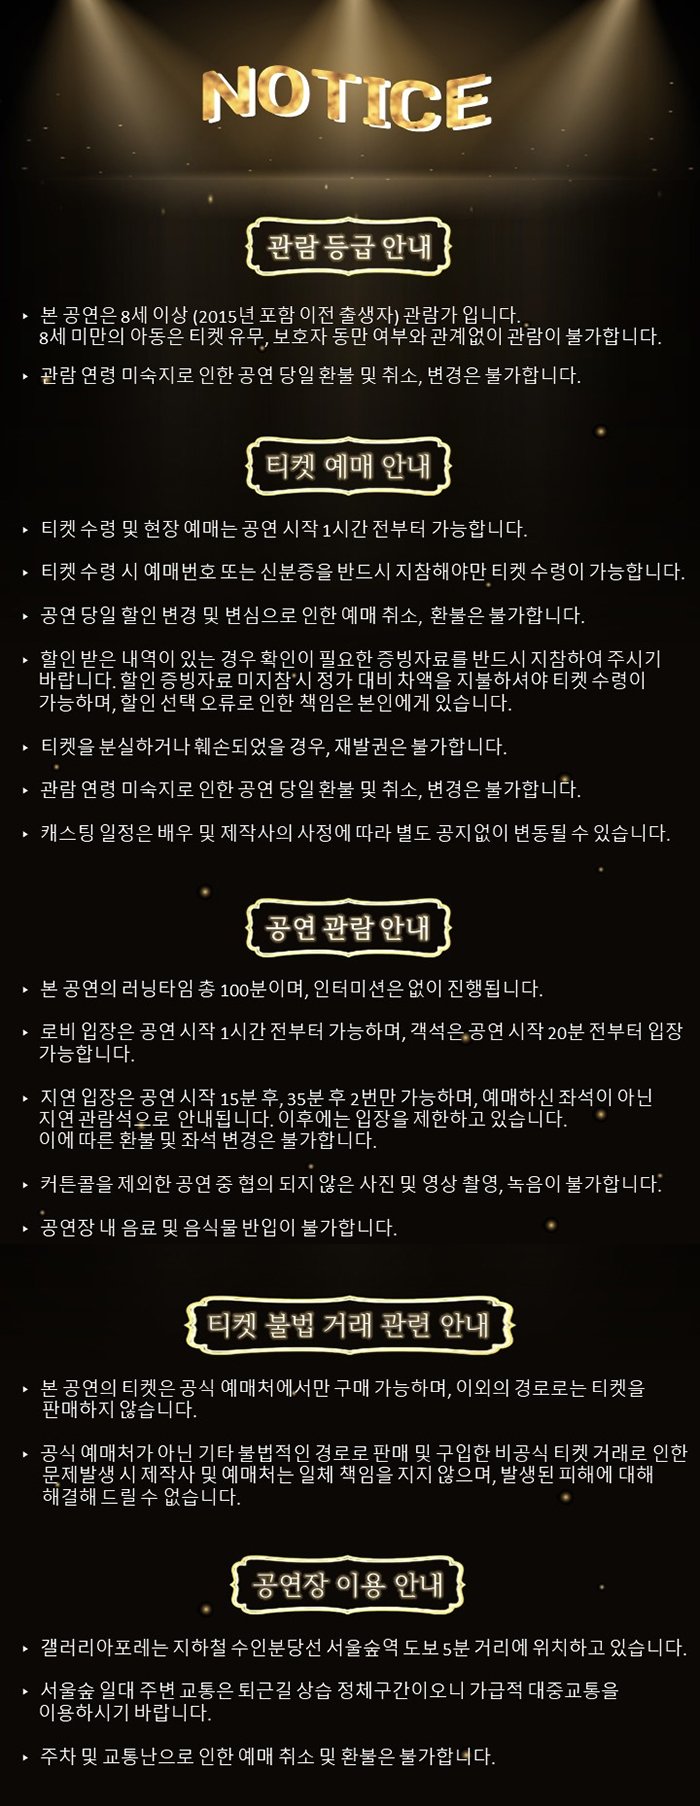 NOTICE
관람 등급 안내
▸ 본 공연은 8세 이상 (2015년 포함 이전 출생자) 관람가 입니다.
8세 미만의 아동은 티켓 유무, 보호자 동반 여부와 관계없이 관람이 불가합니다.
▸ 관람 연령 미숙지로 인한 공연 당일 환불 및 취소, 변경은 불가합니다.
티켓 예매 안내
▸ 티켓 수령 및 현장 예매는 공연 시작 1시간 전부터 가능합니다.
▸ 티켓 수령 시 예매번호 또는 신분증을 반드시 지참해야만 티켓 수령이 가능합니다.
▸ 공연 당일 할인 변경 및 변심으로 인한 예매 취소, 환불은 불가합니다.
▸ 할인 받은 내역이 있는 경우 확인이 필요한 증빙자료를 반드시 지참하여 주시기
바랍니다. 할인 증빙자료 미지참 시 정가 대비 차액을 지불하셔야 티켓 수령이
가능하며, 할인 선택 오류로 인한 책임은 본인에게 있습니다.
▸ 티켓을 분실하거나 훼손되었을 경우, 재발권은 불가합니다.
▸ 관람 연령 미숙지로 인한 공연 당일 환불 및 취소, 변경은 불가합니다.
▸ 캐스팅 일정은 배우 및 제작사의 사정에 따라 별도 공지없이 변동될 수 있습니다.
공연 관람 안내
▸ 본 공연의 러닝타임 총 100분이며, 인터미션은 없이 진행됩니다.
▸ 로비 입장은 공연 시작 1시간 전부터 가능하며, 객석은 공연 시작 20분 전부터 입장
가능합니다.
▸ 지연 입장은 공연 시작 15분 후, 35분 후 2번만 가능하며, 예매하신 좌석이 아닌
지연 관람석으로 안내됩니다. 이후에는 입장을 제한하고 있습니다.
이에 따른 환불 및 좌석 변경은 불가합니다.
▸ 커튼콜을 제외한 공연 중 협의 되지 않은 사진 및 영상 촬영, 녹음이 불가합니다.
▸ 공연장 내 음료 및 음식물 반입이 불가합니다.
티켓 불법 거래 관련 안내
▸ 본 공연의 티켓은 공식 예매처에서만 구매 가능하며, 이외의 경로로는 티켓을
판매하지 않습니다.
▸ 공식 예매처가 아닌 기타 불법적인 경로로 판매 및 구입한 비공식 티켓 거래로 인한
문제발생 시 제작사 및 예매처는 일체 책임을 지지 않으며, 발생된 피해에 대해
해결해 드릴 수 없습니다.
공연장 이용 안내
▸ 갤러리아포레는 지하철 수인분당선 서울숲역 도보 5분 거리에 위치하고 있습니다.
▸ 서울숲 일대 주변 교통은 퇴근길 상습 정체구간이오니 가급적 대중교통을
이용하시기 바랍니다.
▸ 주차 및 교통난으로 인한 예매 취소 및 환불은 불가합니다.